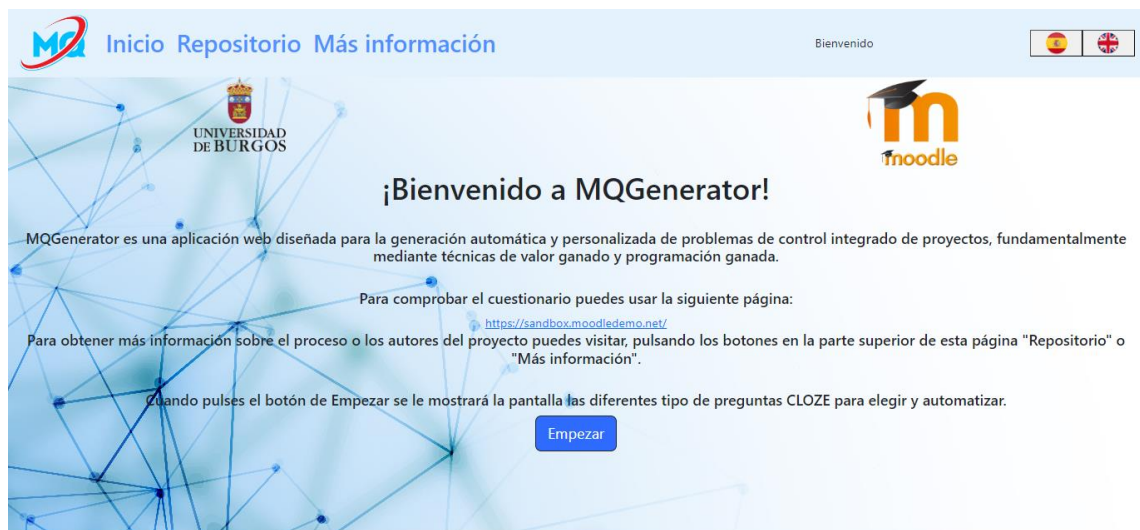 MQ
Inicio Repositorio Más información
Bienvenido
UNIVERSIDAD
DE BURGOS
m
moodle
¡Bienvenido a MQGenerator!
MQGenerator es una aplicación web diseñada para la generación automática y personalizada de problemas de control integrado de proyectos, fundamentalmente
mediante técnicas de valor ganado y programación ganada.
Para comprobar el cuestionario puedes usar la siguiente página:
https://sandbox.moodledemo.net/
Para obtener más información sobre el proceso o los autores del proyecto puedes visitar, pulsando los botones en la parte superior de esta página "Repositorio" o
"Más información".
Cuando pulses el botón de Empezar se le mostrará la pantalla las diferentes tipo de preguntas CLOZE para elegir y automatizar.
Empezar